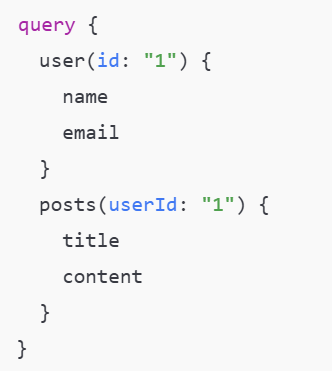 query {
  user(id: "1") {
    name
    email
  }
  posts(userId: "1") {
    title
    content
  }
}